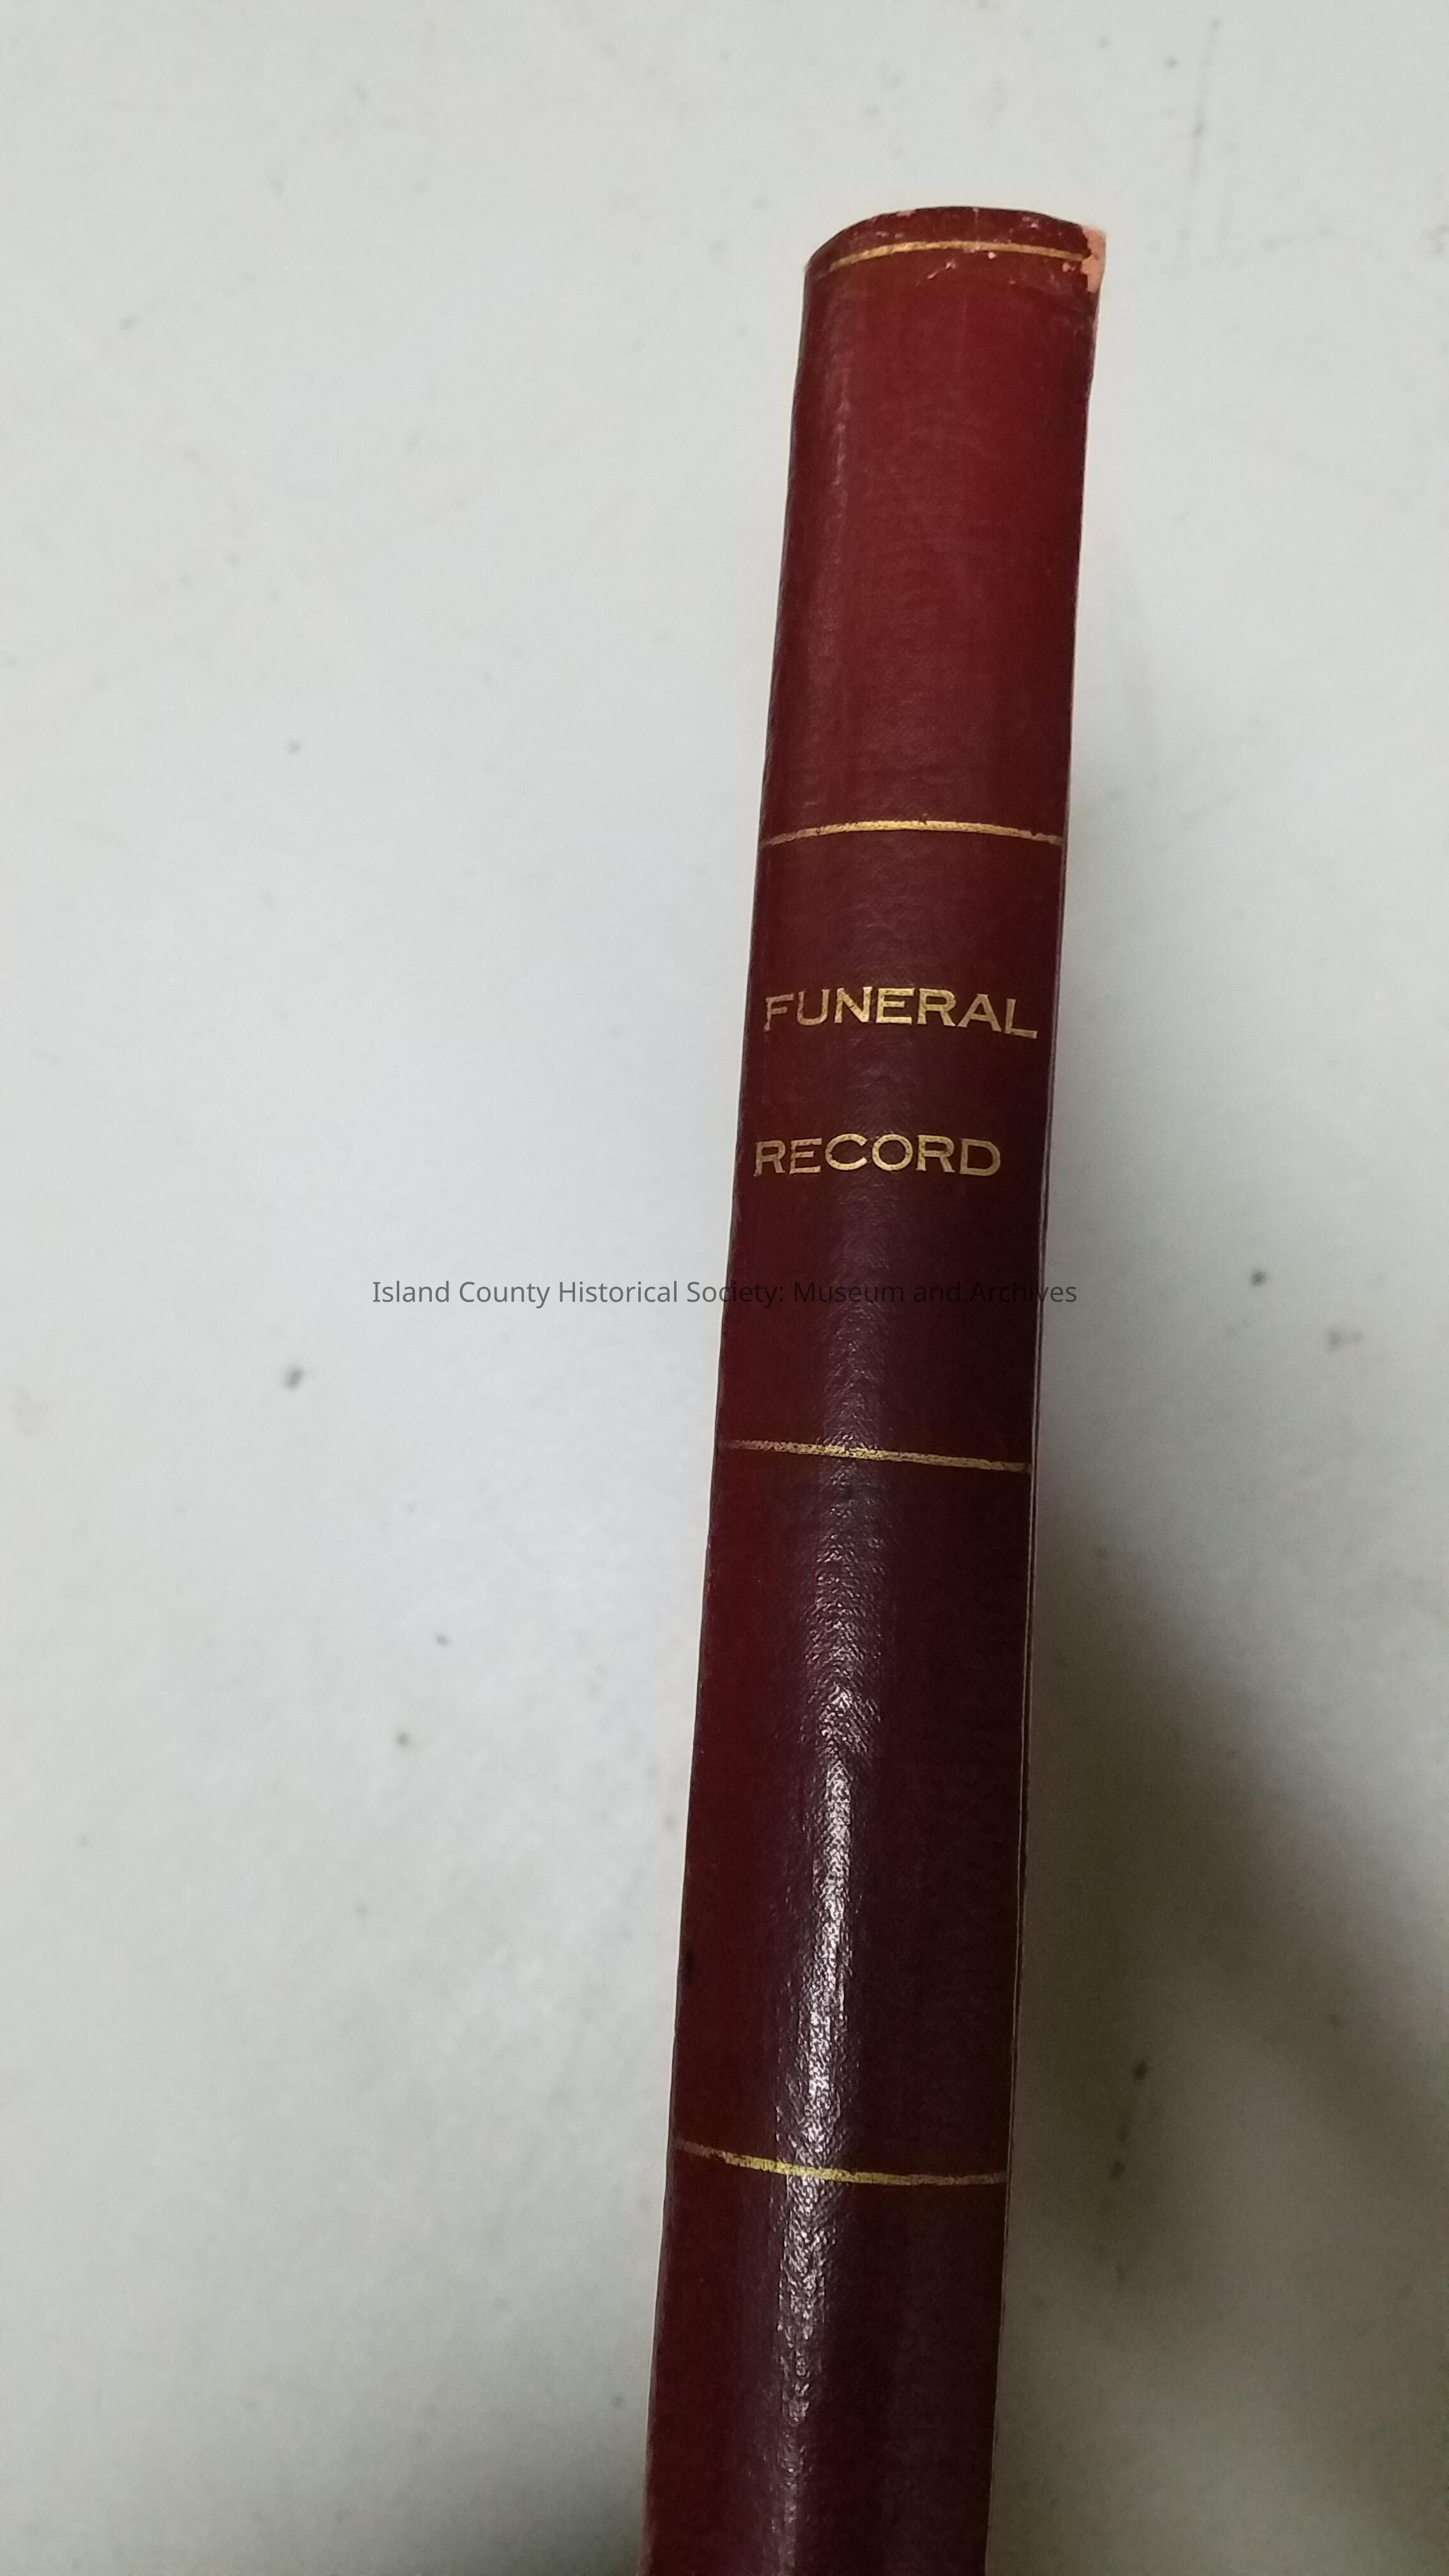 FUNERAL
RECORD
Island County Historical Society: Museum and Archives